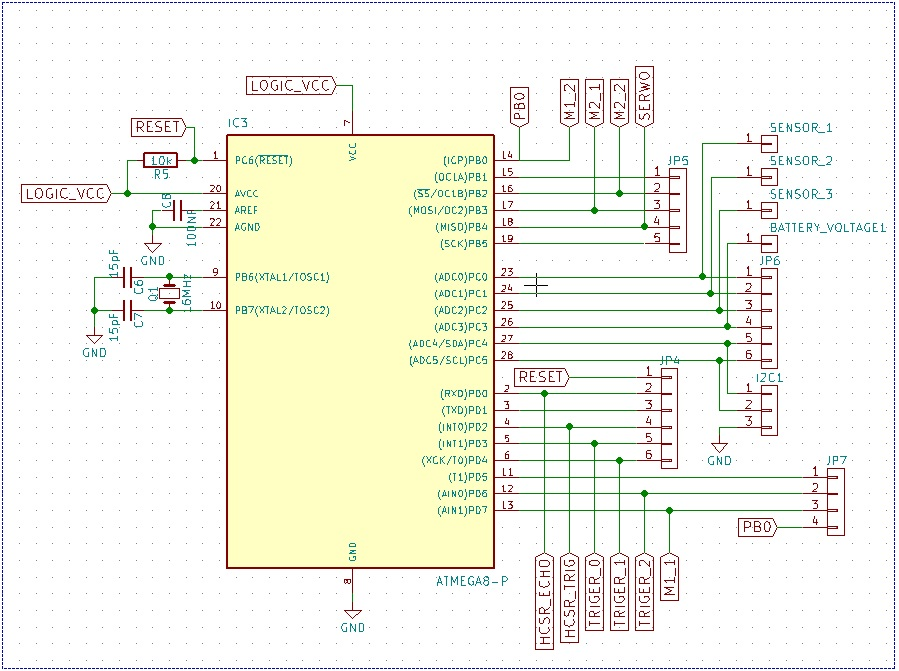 LOGIC_VCC
RESET
IC3
7
VCC
10k
R5
1
PC6(RESET)
LOGIC_VCC
20
AVCC
C8
100NF
21
AREF
22
AGND
GND
15pF
C6
9
PB6(XTAL1/TOSC1)
Q1
16MHz
15pF
C7
10
PB7(XTAL2/TOSC2)
GND
GND
8
GND
ATMEGA8-P
(ICP)PB0 14
(OC1A)PB1 15
(SS/OC1B)PB2 16
(MOSI/OC2)PB3 17
(MISO)PB4 18
(SCK)PB5 19
(ADC0)PC0 23
(ADC1)PC1 24
(ADC2)PC2 25
(ADC3)PC3 26
(ADC4/SDA)PC4 27
(ADC5/SCL)PC5 28
(RXD)PD0 2
(TXD)PD1 3
(INT0)PD2 4
(INT1)PD3 5
(XCK/T0)PD4 6
(T1)PD5 11
(AIN0)PD6 12
(AIN1)PD7 13
PB0
M1_2
M2_1
M2_2
SERWO
JP5
1
2
3
4
5
SENSOR_1
1
SENSOR_2
1
SENSOR_3
1
BATTERY_VOLTAGE1
1
JP6
1
2
3
4
5
6
I2C1
1
2
3
GND
RESET
JP4
1
2
3
4
5
6
JP7
1
2
3
4
PB0
HCSR_ECHO
HCSR_TRIG
TRIGER_0
TRIGER_1
TRIGER_2
M1_1